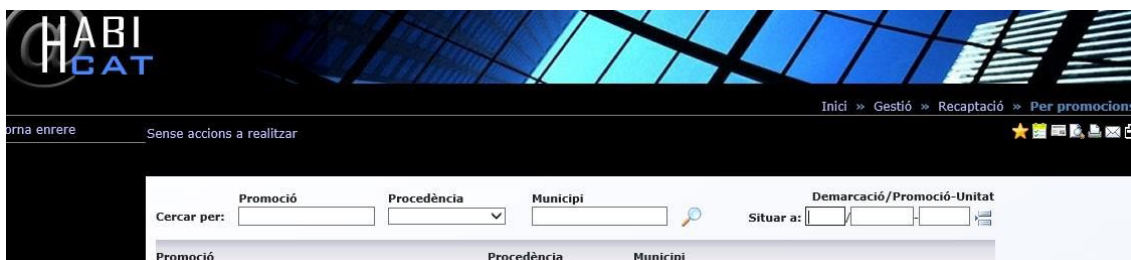 HABI
CAT
Inici » Gestió » Recaptació » Per promocions
orna enrere
Sense accions a realitzar
Promoció Procedència Municipi Demarcació/Promoció-Unitat
Cercar per: Situar a: / -
Promoció Procedència Municipi